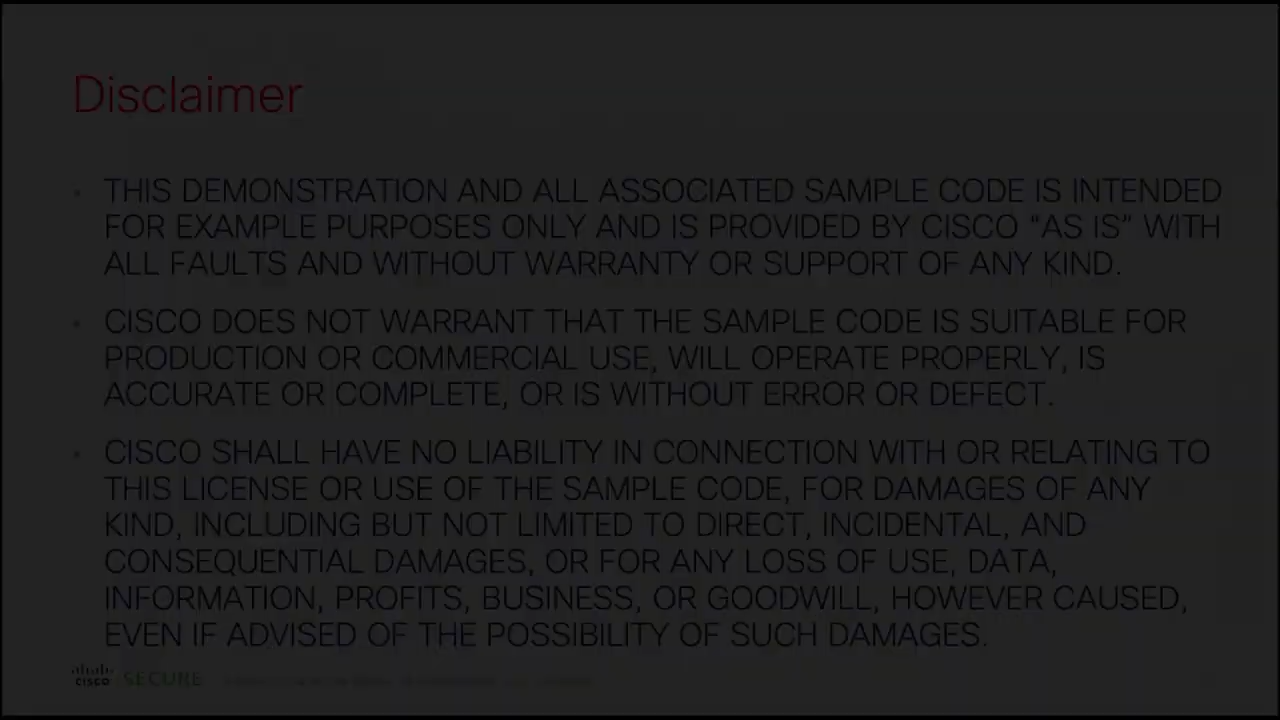 Disclaimer
• THIS DEMONSTRATION AND ALL ASSOCIATED SAMPLE CODE IS INTENDED
FOR EXAMPLE PURPOSES ONLY AND IS PROVIDED BY CISCO “AS IS” WITH
ALL FAULTS AND WITHOUT WARRANTY OR SUPPORT OF ANY KIND.
• CISCO DOES NOT WARRANT THAT THE SAMPLE CODE IS SUITABLE FOR
PRODUCTION OR COMMERCIAL USE, WILL OPERATE PROPERLY, IS
ACCURATE OR COMPLETE, OR IS WITHOUT ERROR OR DEFECT.
• CISCO SHALL HAVE NO LIABILITY IN CONNECTION WITH OR RELATING TO
THIS LICENSE OR USE OF THE SAMPLE CODE, FOR DAMAGES OF ANY
KIND, INCLUDING BUT NOT LIMITED TO DIRECT, INCIDENTAL, AND
CONSEQUENTIAL DAMAGES, OR FOR ANY LOSS OF USE, DATA,
INFORMATION, PROFITS, BUSINESS, OR GOODWILL, HOWEVER CAUSED,
EVEN IF ADVISED OF THE POSSIBILITY OF SUCH DAMAGES.
CISCO SECURE